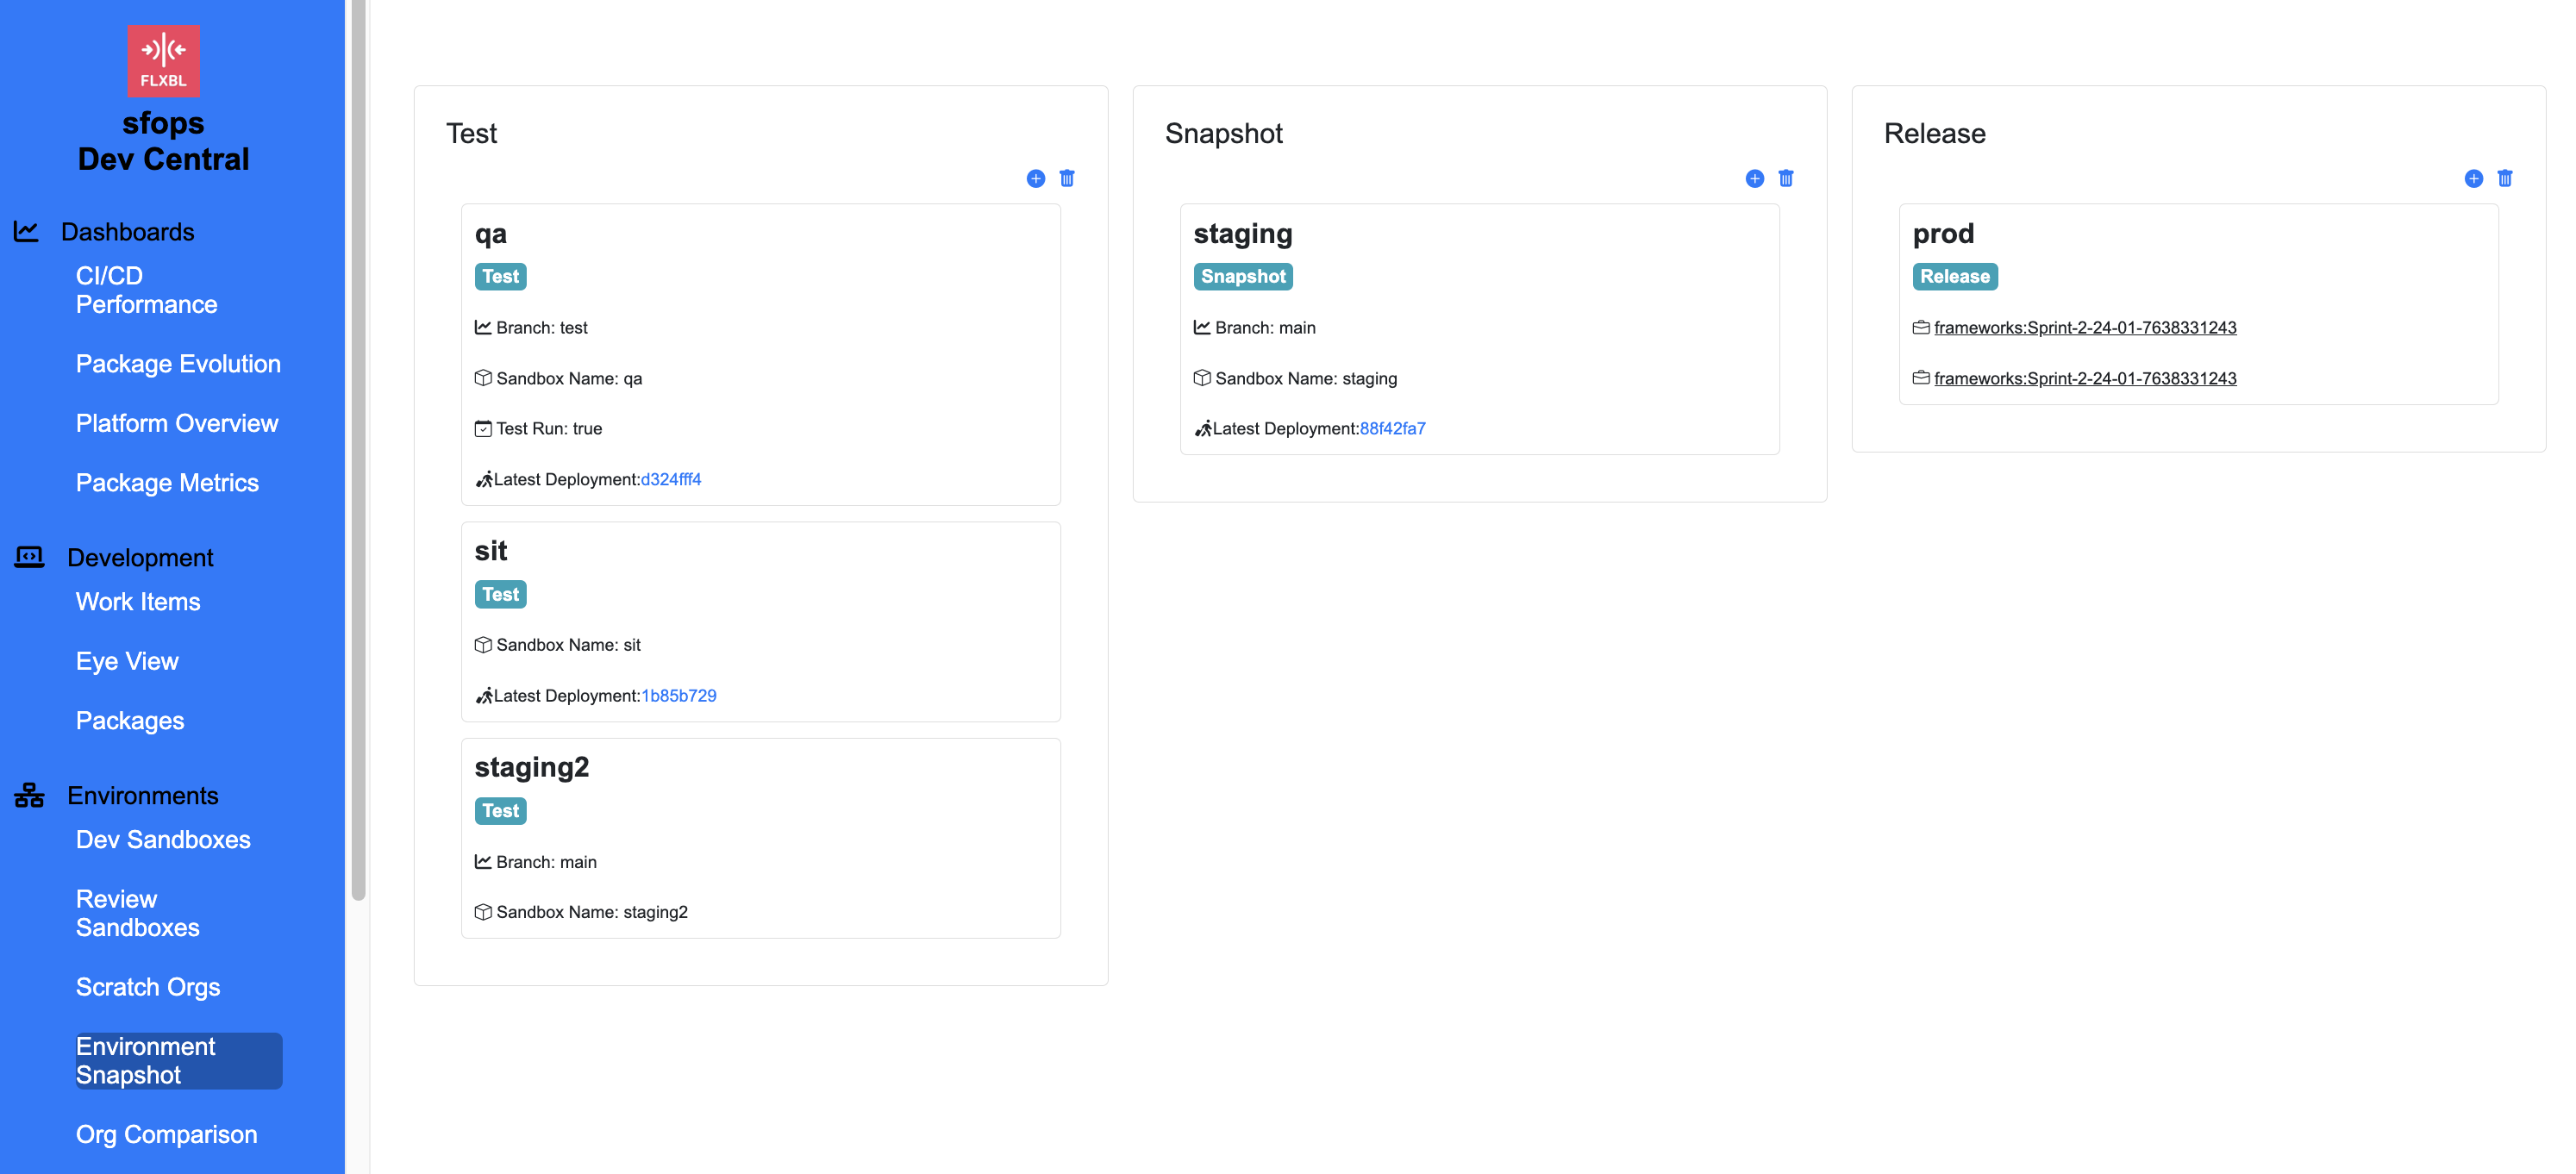 FLXBL
sfops
Dev Central
Dashboards
CI/CD
Performance
Package Evolution
Platform Overview
Package Metrics
Development
Work Items
Eye View
Packages
Environments
Dev Sandboxes
Review
Sandboxes
Scratch Orgs
Environment
Snapshot
Org Comparison
Test
qa
Test
Branch: test
Sandbox Name: qa
Test Run: true
Latest Deployment:d324fff4
sit
Test
Sandbox Name: sit
Latest Deployment:1b85b729
staging2
Test
Branch: main
Sandbox Name: staging2
Snapshot
staging
Snapshot
Branch: main
Sandbox Name: staging
Latest Deployment:88f42fa7
Release
prod
Release
frameworks:Sprint-2-24-01-7638331243
frameworks:Sprint-2-24-01-7638331243